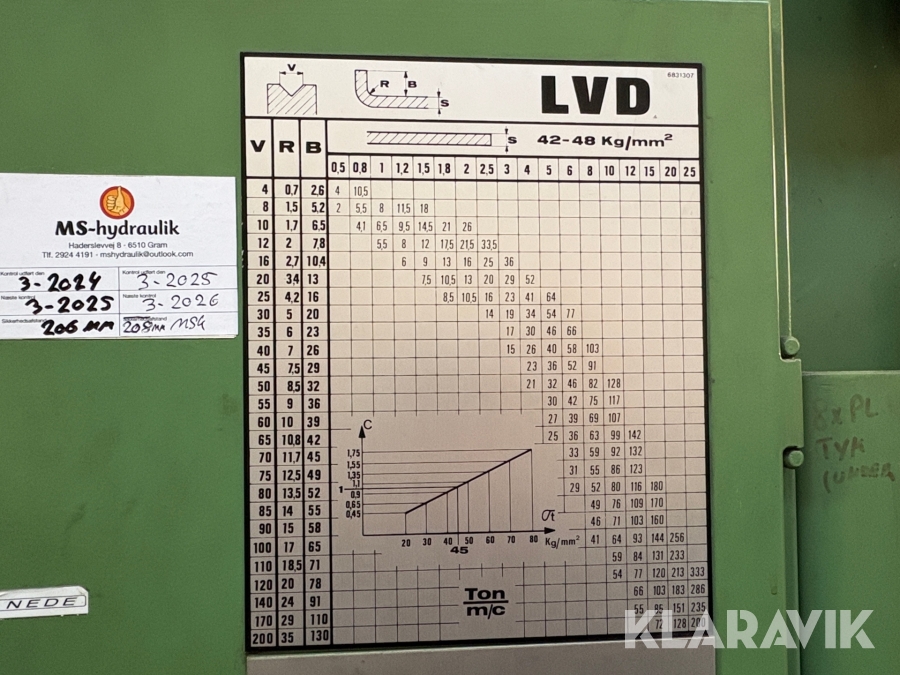 V
R
B
S
LVD
6831307
V R B
S 42-48 Kg/mm²
0,5 0,8 1 1,2 1,5 1,8 2 2,5 3 4 5 6 8 10 12 15 20 25
4 0,7 2,6 4 10,5
8 1,5 5,2 2 5,5 8 11,5 18
10 1,7 6,5 4,1 6,5 9,5 14,5 21 26
12 2 7,8 5,5 8 12 17,5 21,5 33,5
16 2,7 10,4 6 9 13 16 25 36
20 3,4 13 7,5 10,5 13 20 29 52
25 4,2 16 8,5 10,5 16 23 41 64
30 5 20 14 19 34 54 77
35 6 23 17 30 46 66
40 7 26 15 26 40 58 103
45 7,5 29 23 36 52 91
50 8,5 32 21 32 46 82 128
55 9 36 30 42 75 117
60 10 39 27 39 69 107
65 10,8 42 25 36 63 99 142
70 11,7 45 33 59 92 132
75 12,5 49 31 55 86 123
80 13,5 52 29 52 80 116 180
85 14 55 49 76 109 170
90 15 58 46 71 103 160
100 17 65 41 64 93 144 256
110 18,5 71 59 84 131 233
120 20 78 54 77 120 213 333
140 24 91 66 103 183 286
170 29 110 55 85 151 235
200 35 130 72 128 200
C
1,75
1,55
1,35
1,1
1
0,9
0,65
0,45
20 30 40 50 60 70 80 Kg/mm²
45
σt
Ton
m/c
MS-hydraulik
Haderslevvej 8 - 6510 Gram
Tlf. 2924 4191 - mshydraulik@outlook.com
Kontrol udført den
3-2024 3-2025
Næste kontrol
3-2025 3-2026
206 mm 208mm MSG
NEDE
8xPL
TYK
(UNDER
KLARAVIK